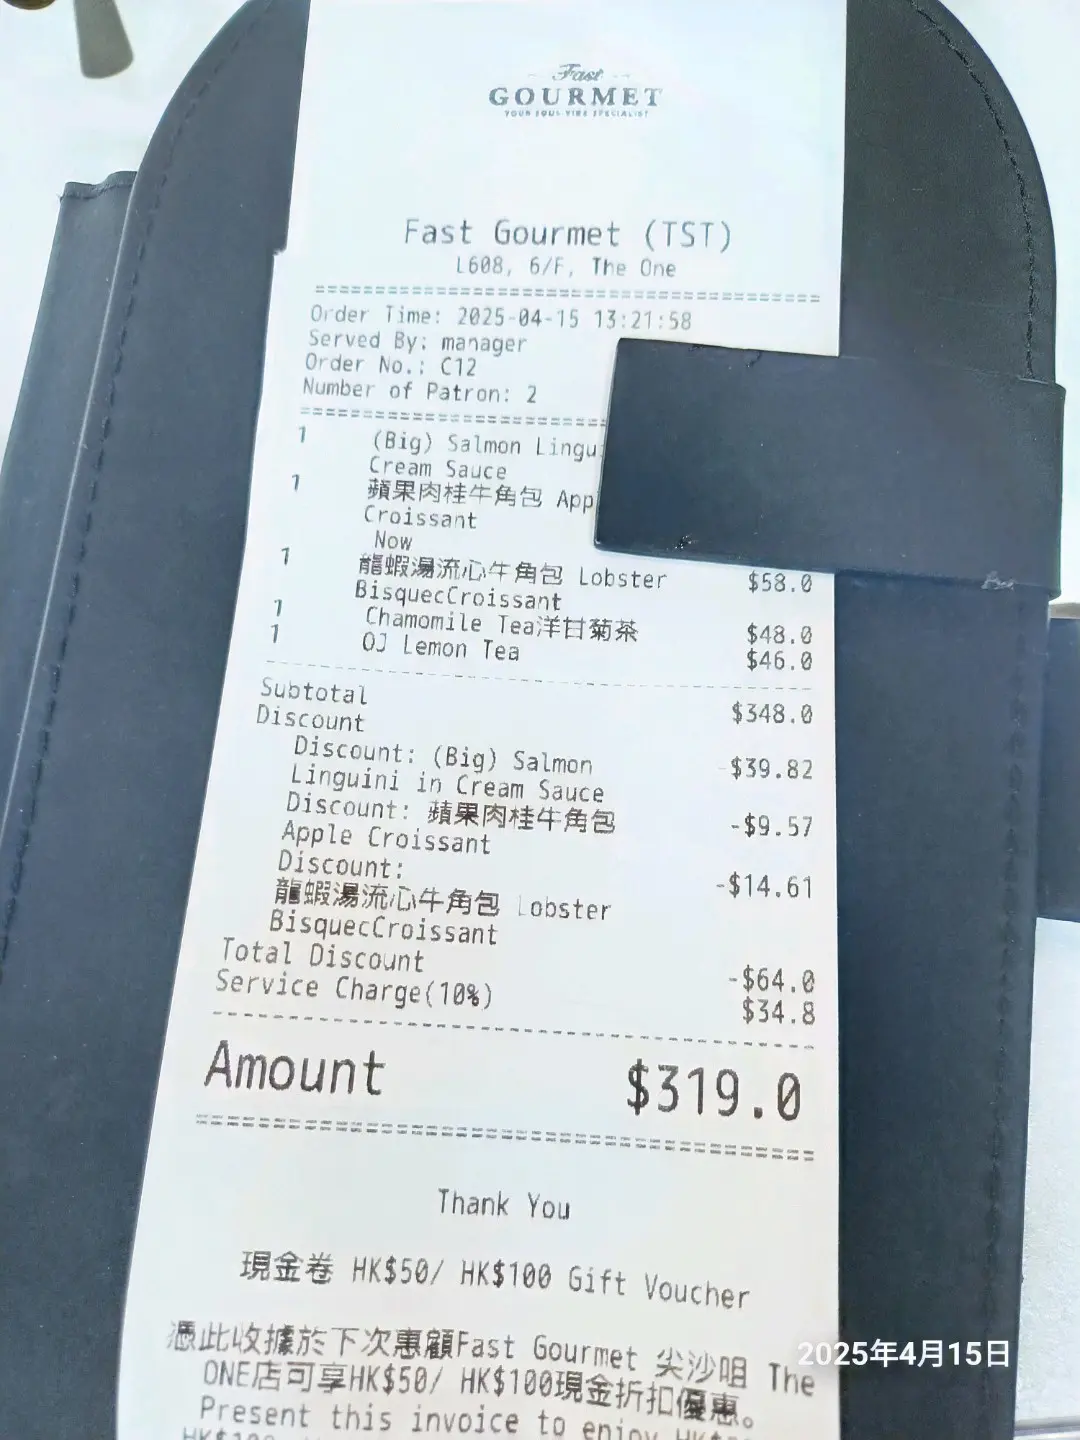 Fast
GOURMET
YOUR SOUS VIDE SPECIALIST
Fast Gourmet (TST)
L608, 6/F, The One
Order Time: 2025-04-15 13:21:58
Served By: manager
Order No.: C12
Number of Patron: 2
1 (Big) Salmon
Cream Sauce
1 蘋果肉桂牛角包
Croissant
Now
1 龍蝦湯流心牛角包 Lobster $58.0
BisquecCroissant
1 Chamomile Tea洋甘菊茶 $48.0
1 OJ Lemon Tea $46.0
Subtotal $348.0
Discount
Discount: (Big) Salmon -$39.82
Linguini in Cream Sauce
Discount: 蘋果肉桂牛角包 -$9.57
Apple Croissant
Discount: -$14.61
龍蝦湯流心牛角包 Lobster
BisquecCroissant
Total Discount -$64.0
Service Charge(10%) $34.8
Amount $319.0
Thank You
現金卷 HK$50/ HK$100 Gift Voucher
憑此收據於下次惠顧Fast Gourmet 尖沙咀 The
ONE店可享HK$50/ HK$100現金折扣優惠。
Present this invoice to enjoy
2025年4月15日